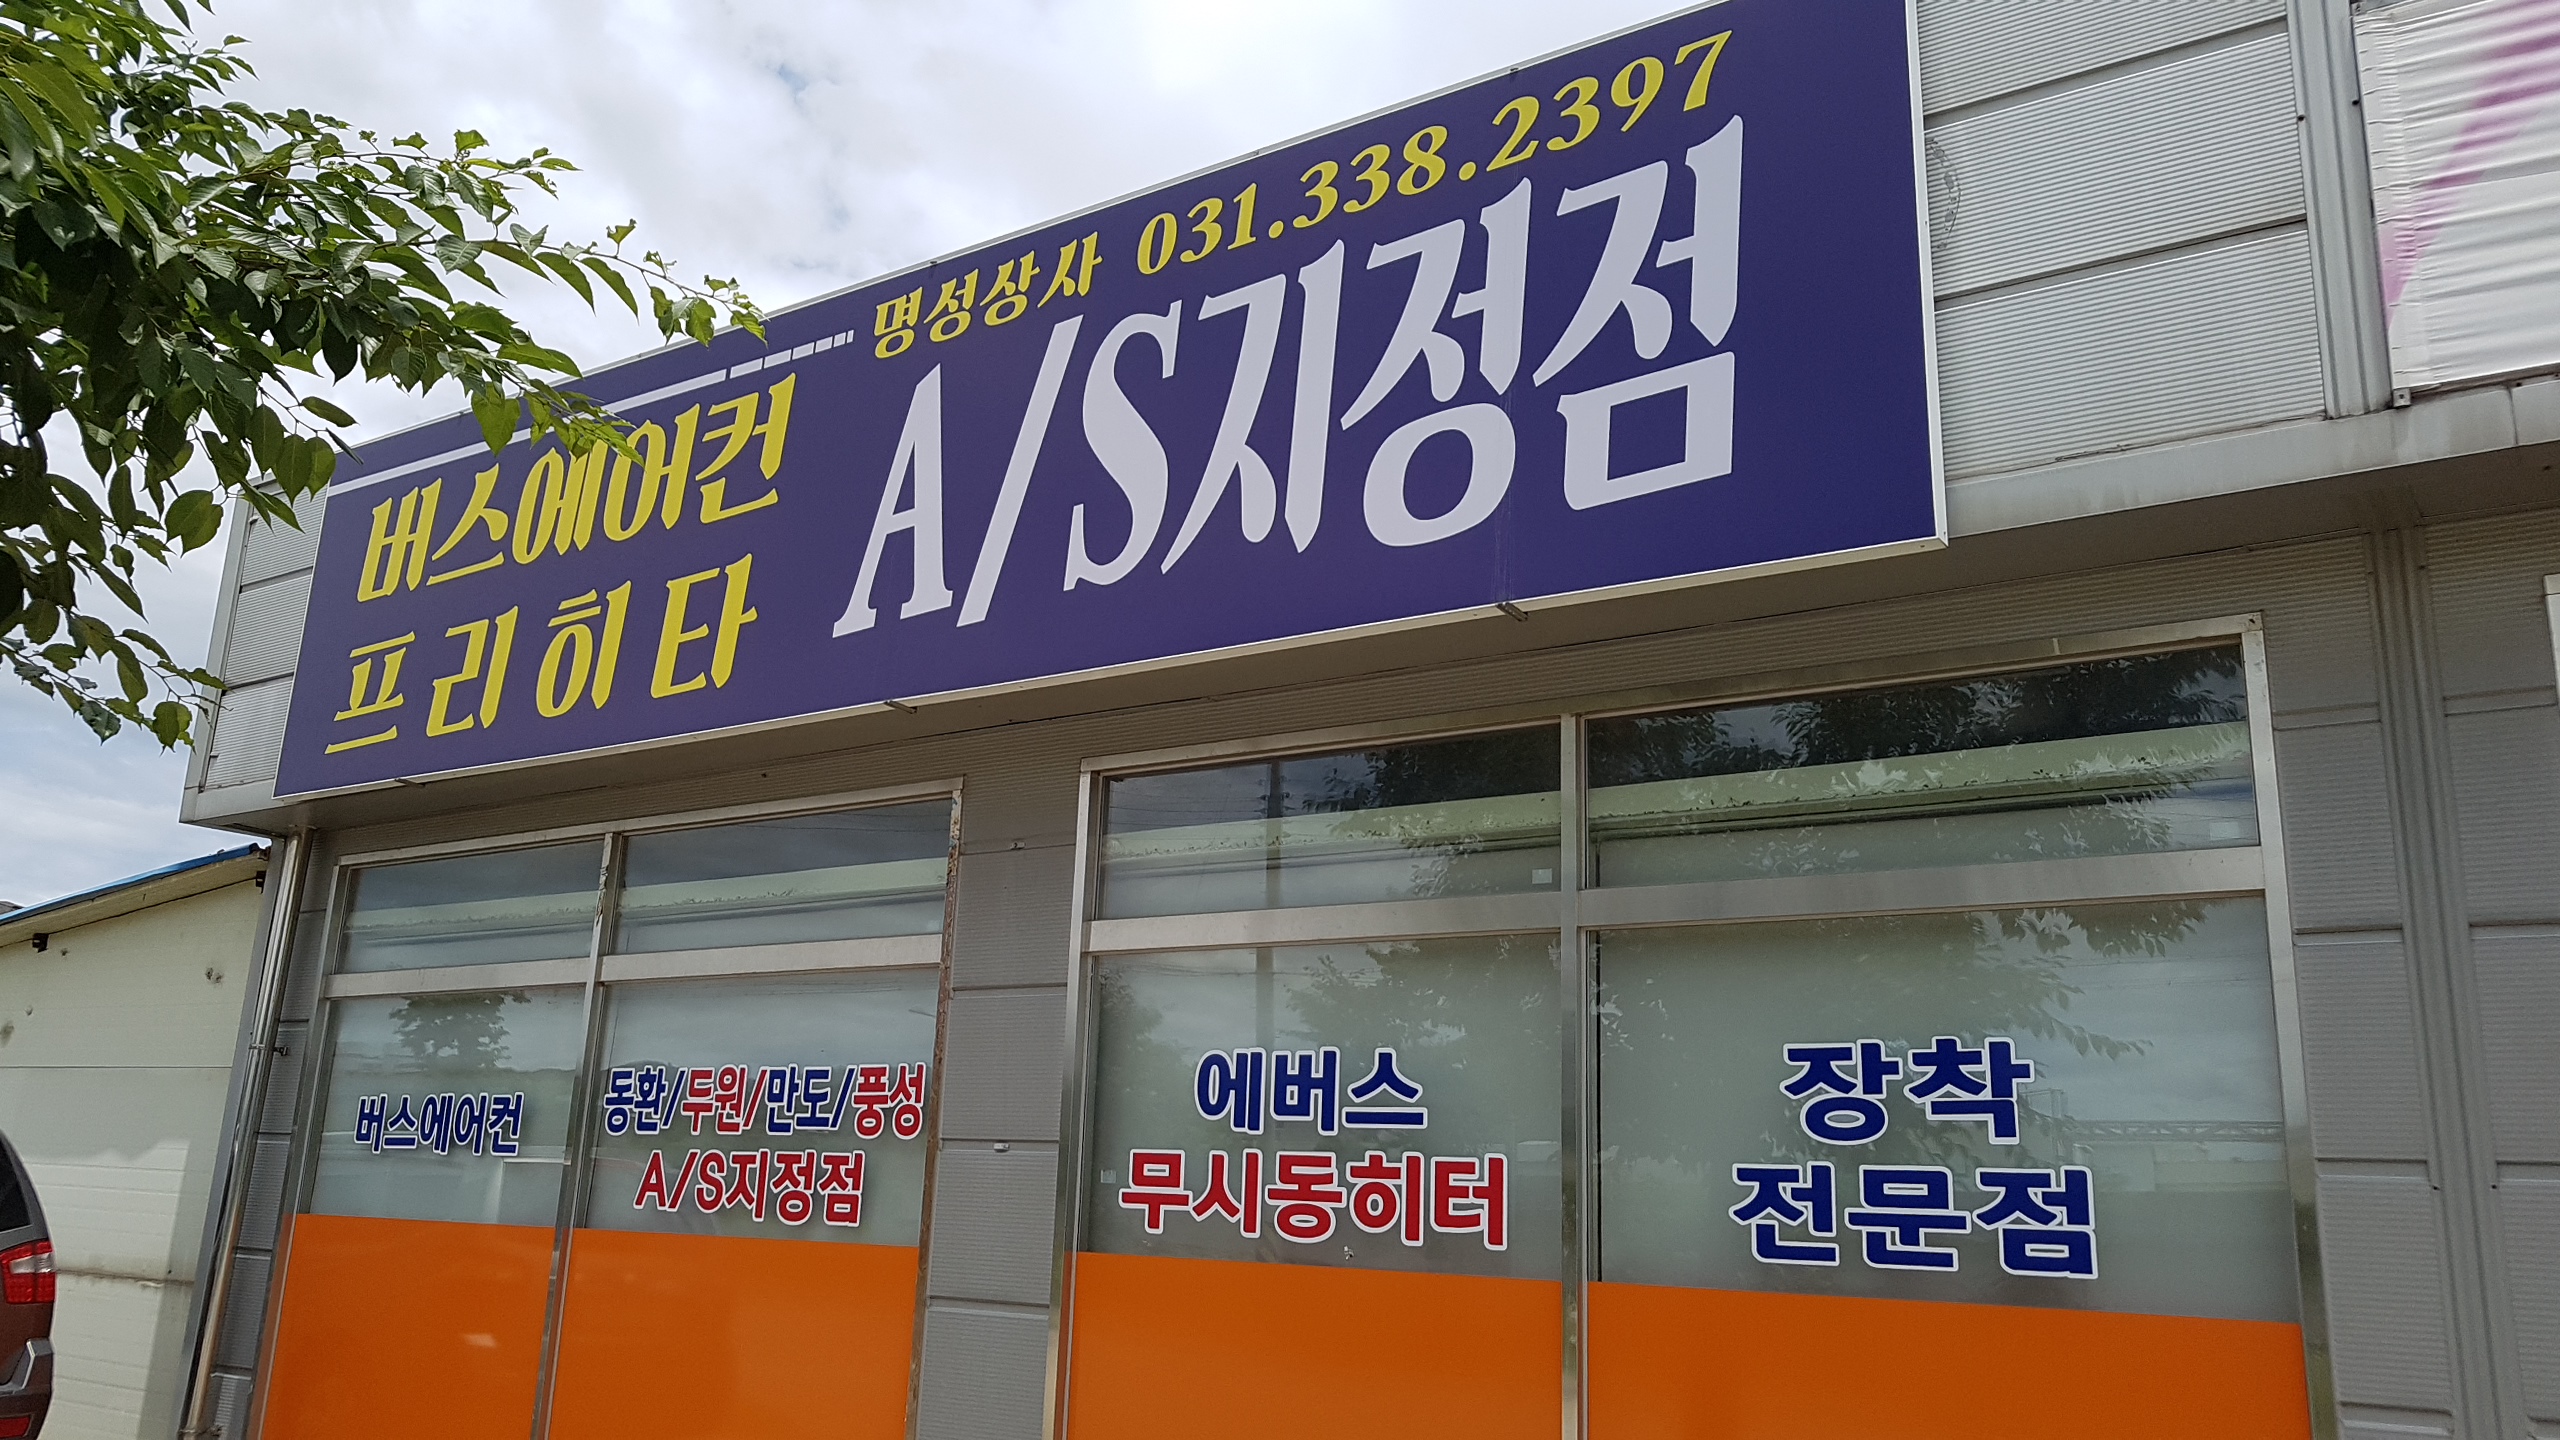 명성상사 031.338.2397
버스에어컨
프리히타
A/S지정점
버스에어컨
동환/두원/만도/풍성
A/S지정점
에버스
무시동히터
장착
전문점